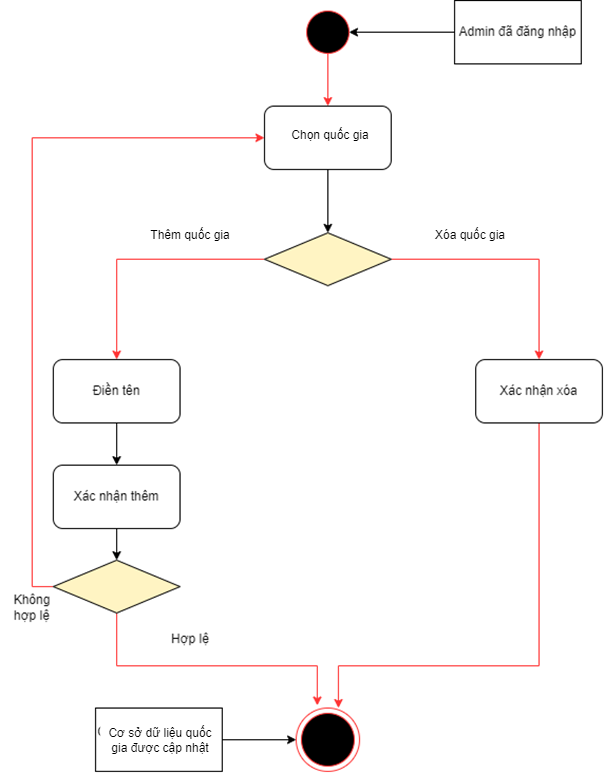 Admin đã đăng nhập
Chọn quốc gia
Thêm quốc gia
Xóa quốc gia
Điền tên
Xác nhận xóa
Xác nhận thêm
Không
hợp lệ
Hợp lệ
( Cơ sở dữ liệu quốc
gia được cập nhật